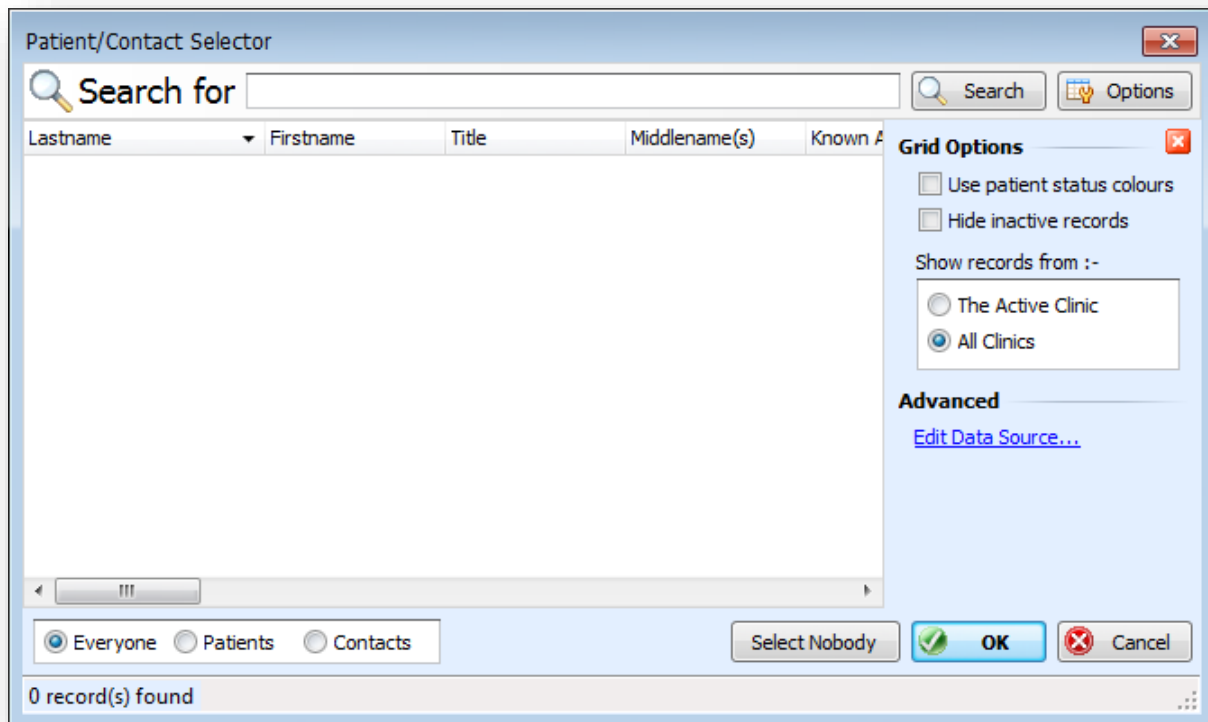 Patient/Contact Selector
Search for Search Options
Lastname Firstname Title Middlename(s) Known A
Grid Options
Use patient status colours
Hide inactive records
Show records from :-
The Active Clinic
All Clinics
Advanced
Edit Data Source...
Everyone Patients Contacts Select Nobody OK Cancel
0 record(s) found